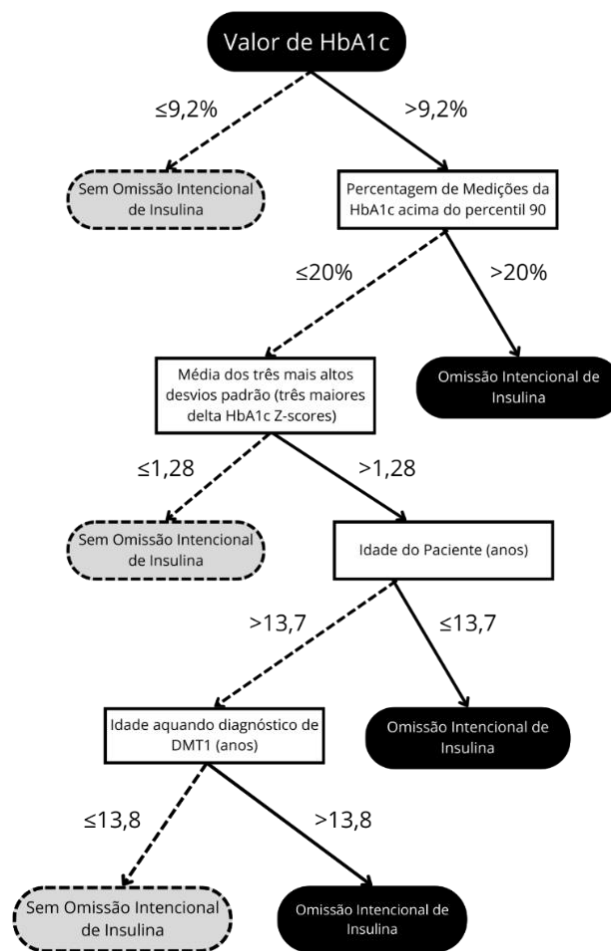 Valor de HbA1c
≤9,2%
>9,2%
Sem Omissão Intencional
de Insulina
Percentagem de Medições da
HbA1c acima do percentil 90
≤20%
>20%
Média dos três mais altos
desvios padrão (três maiores
delta HbA1c Z-scores)
Omissão Intencional de
Insulina
≤1,28
>1,28
Sem Omissão Intencional
de Insulina
Idade do Paciente (anos)
>13,7
≤13,7
Idade aquando diagnóstico de
DMT1 (anos)
Omissão Intencional de
Insulina
≤13,8
>13,8
Sem Omissão Intencional de
Insulina
Omissão Intencional de
Insulina